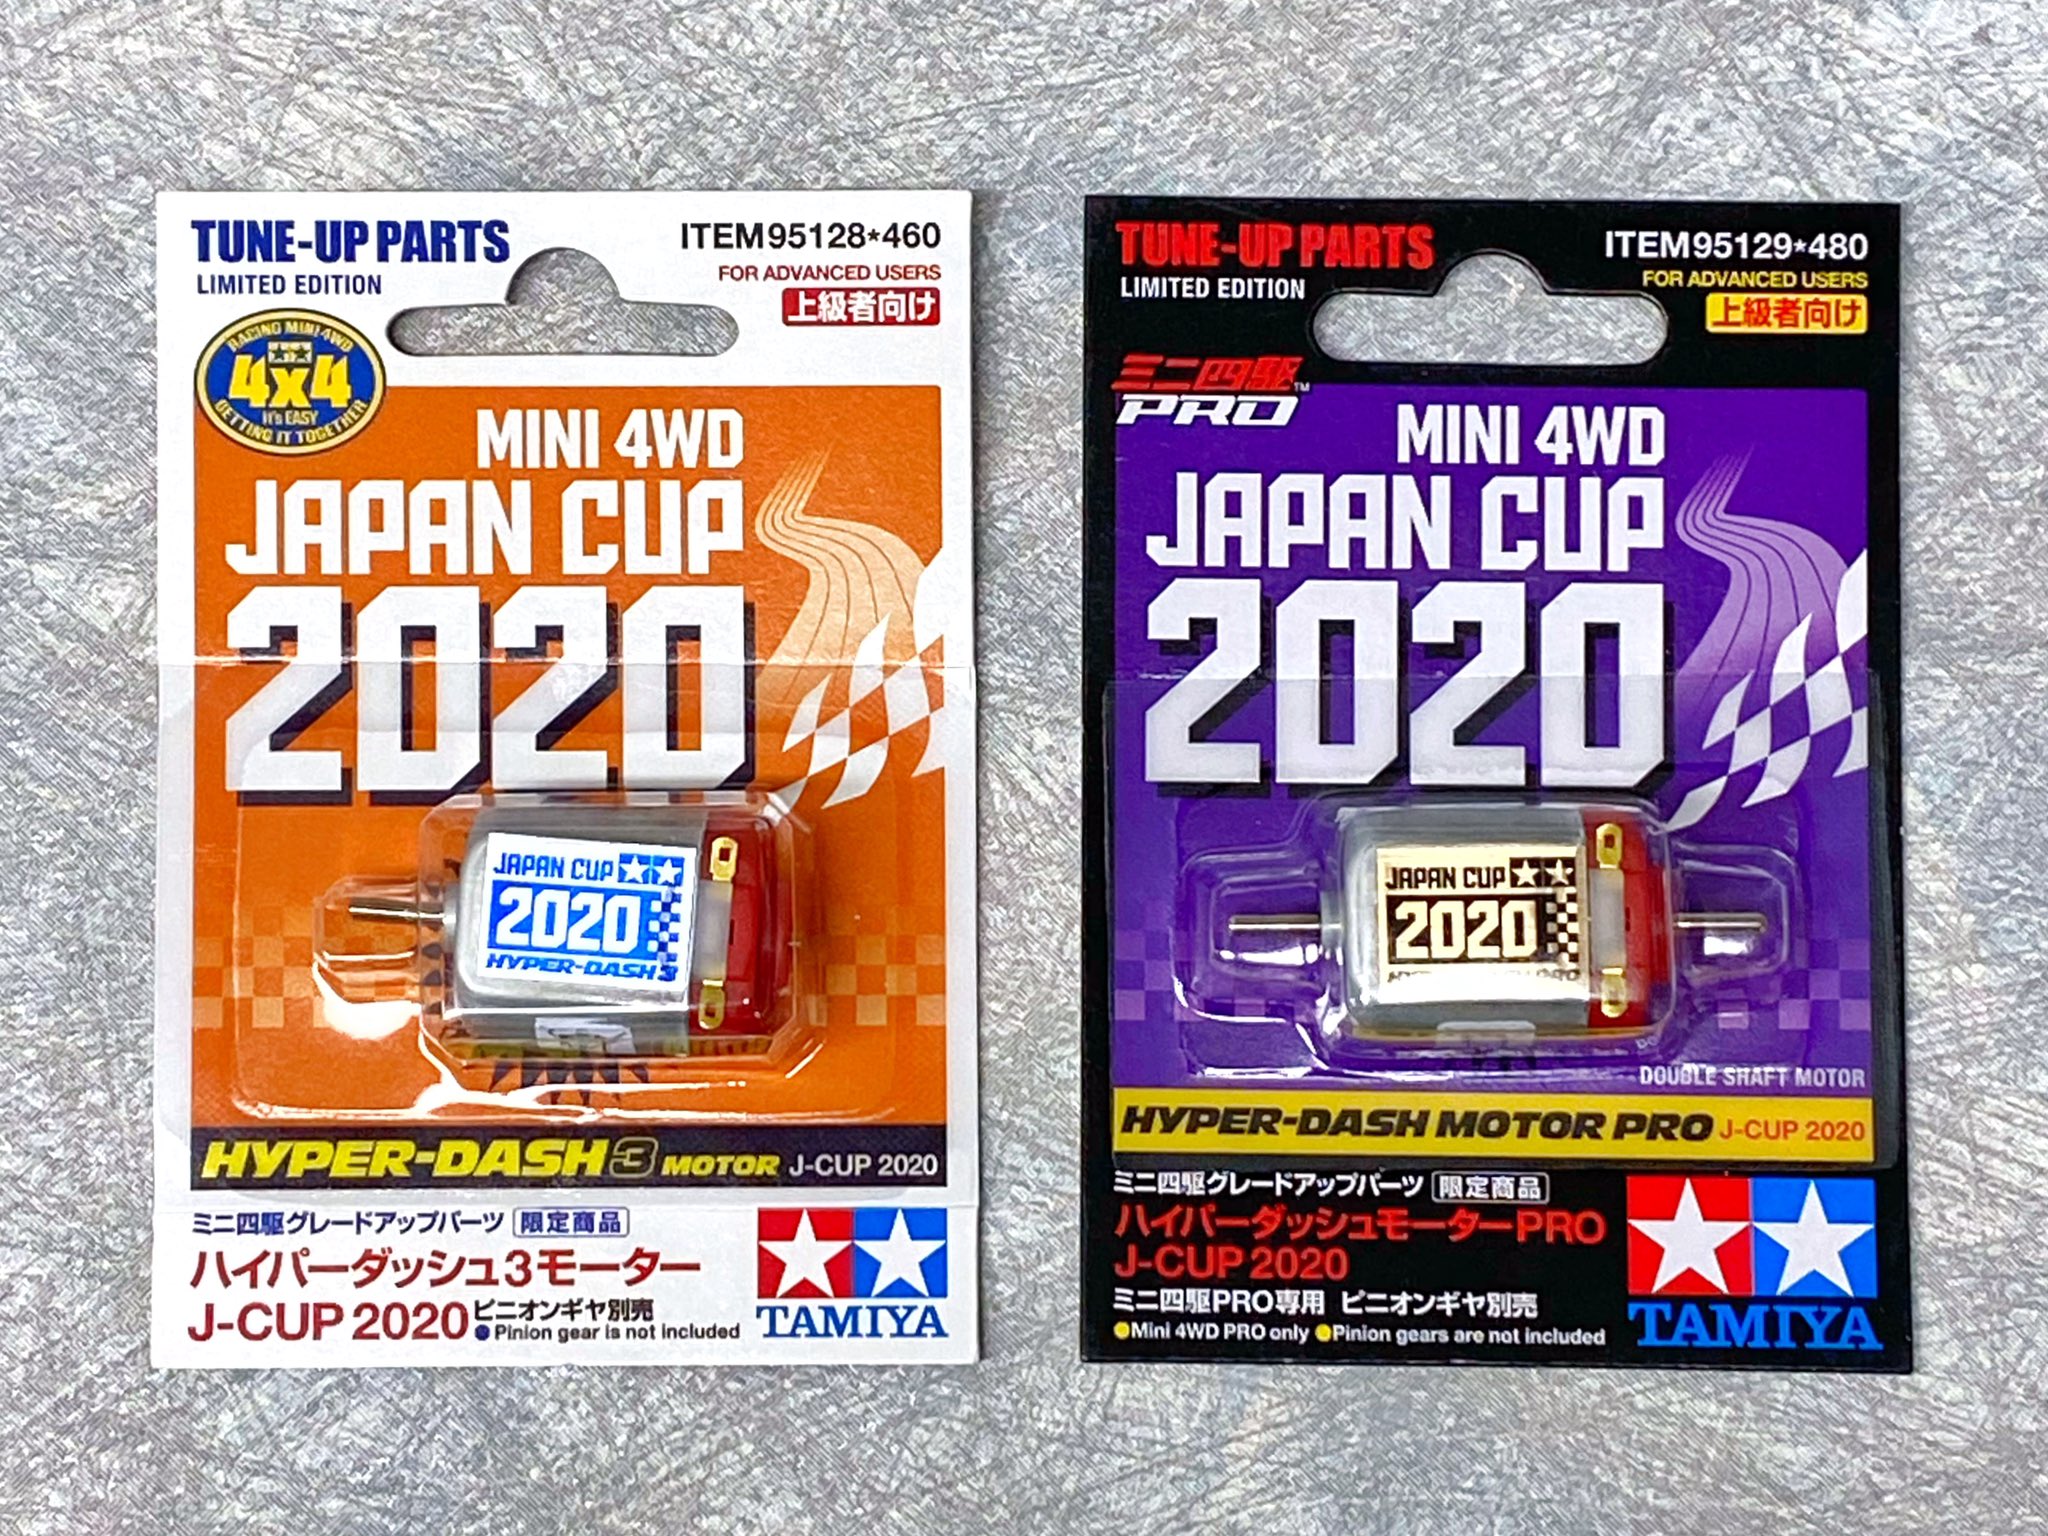 TUNE-UP PARTS
LIMITED EDITION
ITEM95128*460
FOR ADVANCED USERS
上級者向け
RACING MINI 4WD
4x4
it's EASY
GETTING IT TOGETHER
MINI 4WD
JAPAN CUP
2020
JAPAN CUP
2020
HYPER-DASH 3
HYPER-DASH3 MOTOR J-CUP 2020
ミニ四駆グレードアップパーツ 限定商品
ハイパーダッシュ3モーター
J-CUP 2020 ピニオンギヤ別売
●Pinion gear is not included
TAMIYA
TUNE-UP PARTS
LIMITED EDITION
ITEM95129*480
FOR ADVANCED USERS
上級者向け
ミニ四駆™
PRO
MINI 4WD
JAPAN CUP
2020
JAPAN CUP
2020
DOUBLE SHAFT MOTOR
HYPER-DASH MOTOR PRO J-CUP 2020
ミニ四駆グレードアップパーツ 限定商品
ハイパーダッシュモーターPRO
J-CUP 2020
ミニ四駆PRO専用 ピニオンギヤ別売
●Mini 4WD PRO only ●Pinion gears are not included
TAMIYA